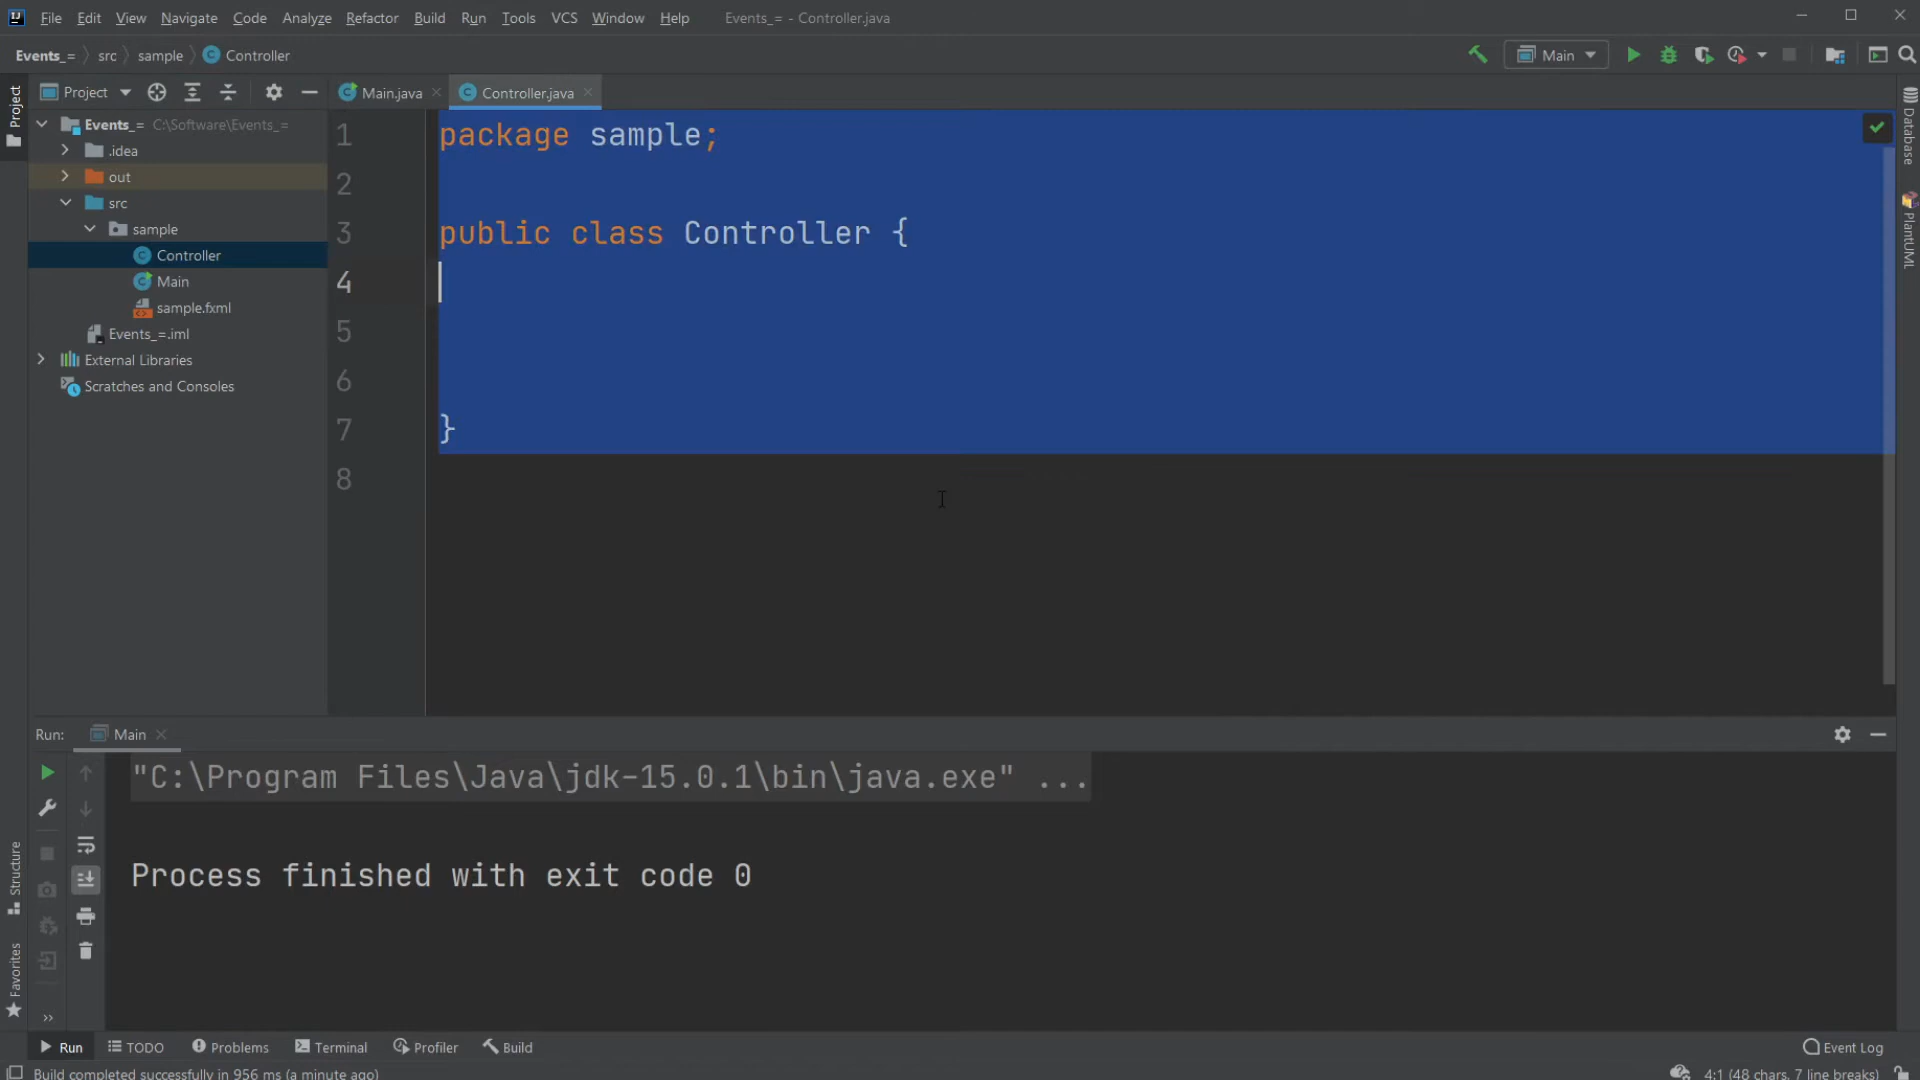 File Edit View Navigate Code Analyze Refactor Build Run Tools VCS Window Help Events_= - Controller.java
Events_= src sample Controller Main
Project Main.java Controller.java
Project
Events_= C:\Software\Events_=
.idea
out
src
sample
Controller
Main
sample.fxml
Events_=.iml
External Libraries
Scratches and Consoles
1 package sample;
2
3 public class Controller {
4
5
6
7 }
8
Database
PlantUML
Run: Main
"C:\Program Files\Java\jdk-15.0.1\bin\java.exe" ...
Process finished with exit code 0
Structure
Favorites
Run TODO Problems Terminal Profiler Build Event Log
Build completed successfully in 956 ms (a minute ago) 4:1 (48 chars, 7 line breaks)